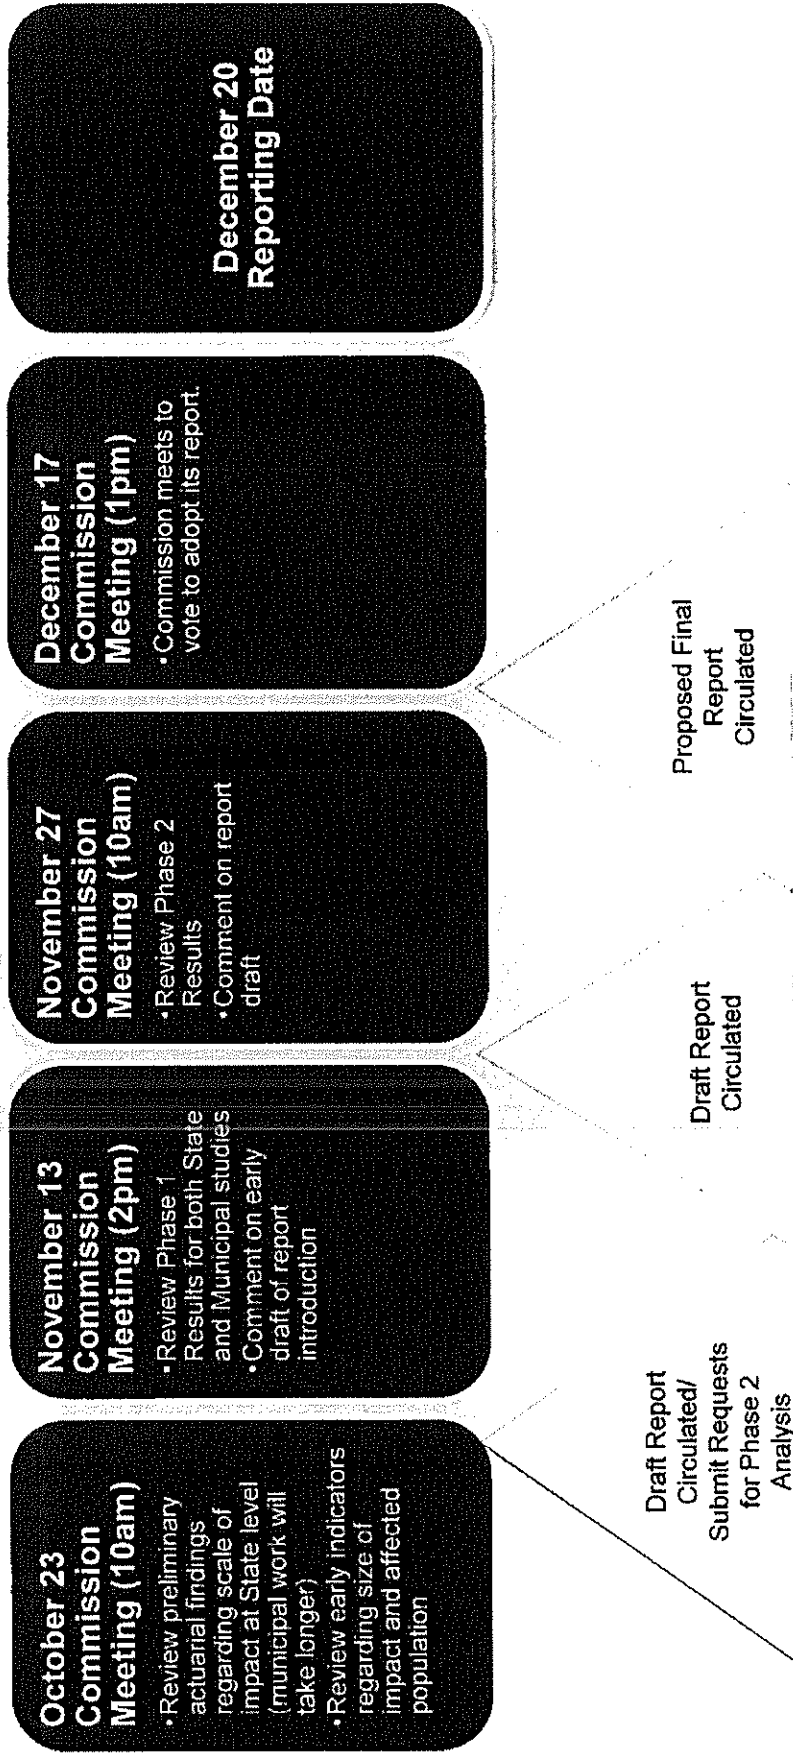 October 23
Commission
Meeting (10am)
• Review preliminary
actuarial findings
regarding scale of
impact at State level
(municipal work will
take longer)
• Review early indicators
regarding size of
impact and affected
population
November 13
Commission
Meeting (2pm)
• Review Phase 1
Results for both State
and Municipal studies
• Comment on early
draft of report
introduction
November 27
Commission
Meeting (10am)
• Review Phase 2
Results
• Comment on report
draft
December 17
Commission
Meeting (1pm)
• Commission meets to
vote to adopt its report.
December 20
Reporting Date
Draft Report
Circulated/
Submit Requests
for Phase 2
Analysis
Draft Report
Circulated
Proposed Final
Report
Circulated